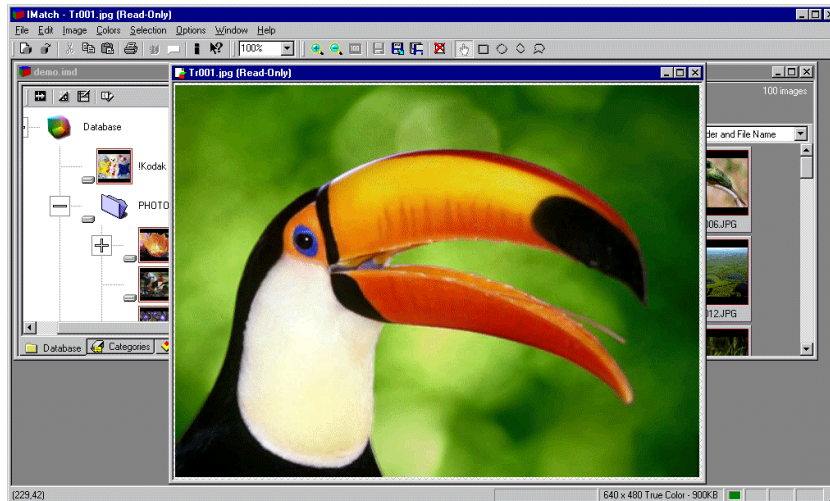 IMatch - Tr001.jpg (Read-Only)
File Edit Image Colors Selection Options Window Help
100%
demo.imd
Tr001.jpg (Read-Only)
100 images
Database
der and File Name
!Kodak
PHOTO
006.JPG
012.JPG
Database Categories
(229,42)
640 x 480 True Color - 900KB